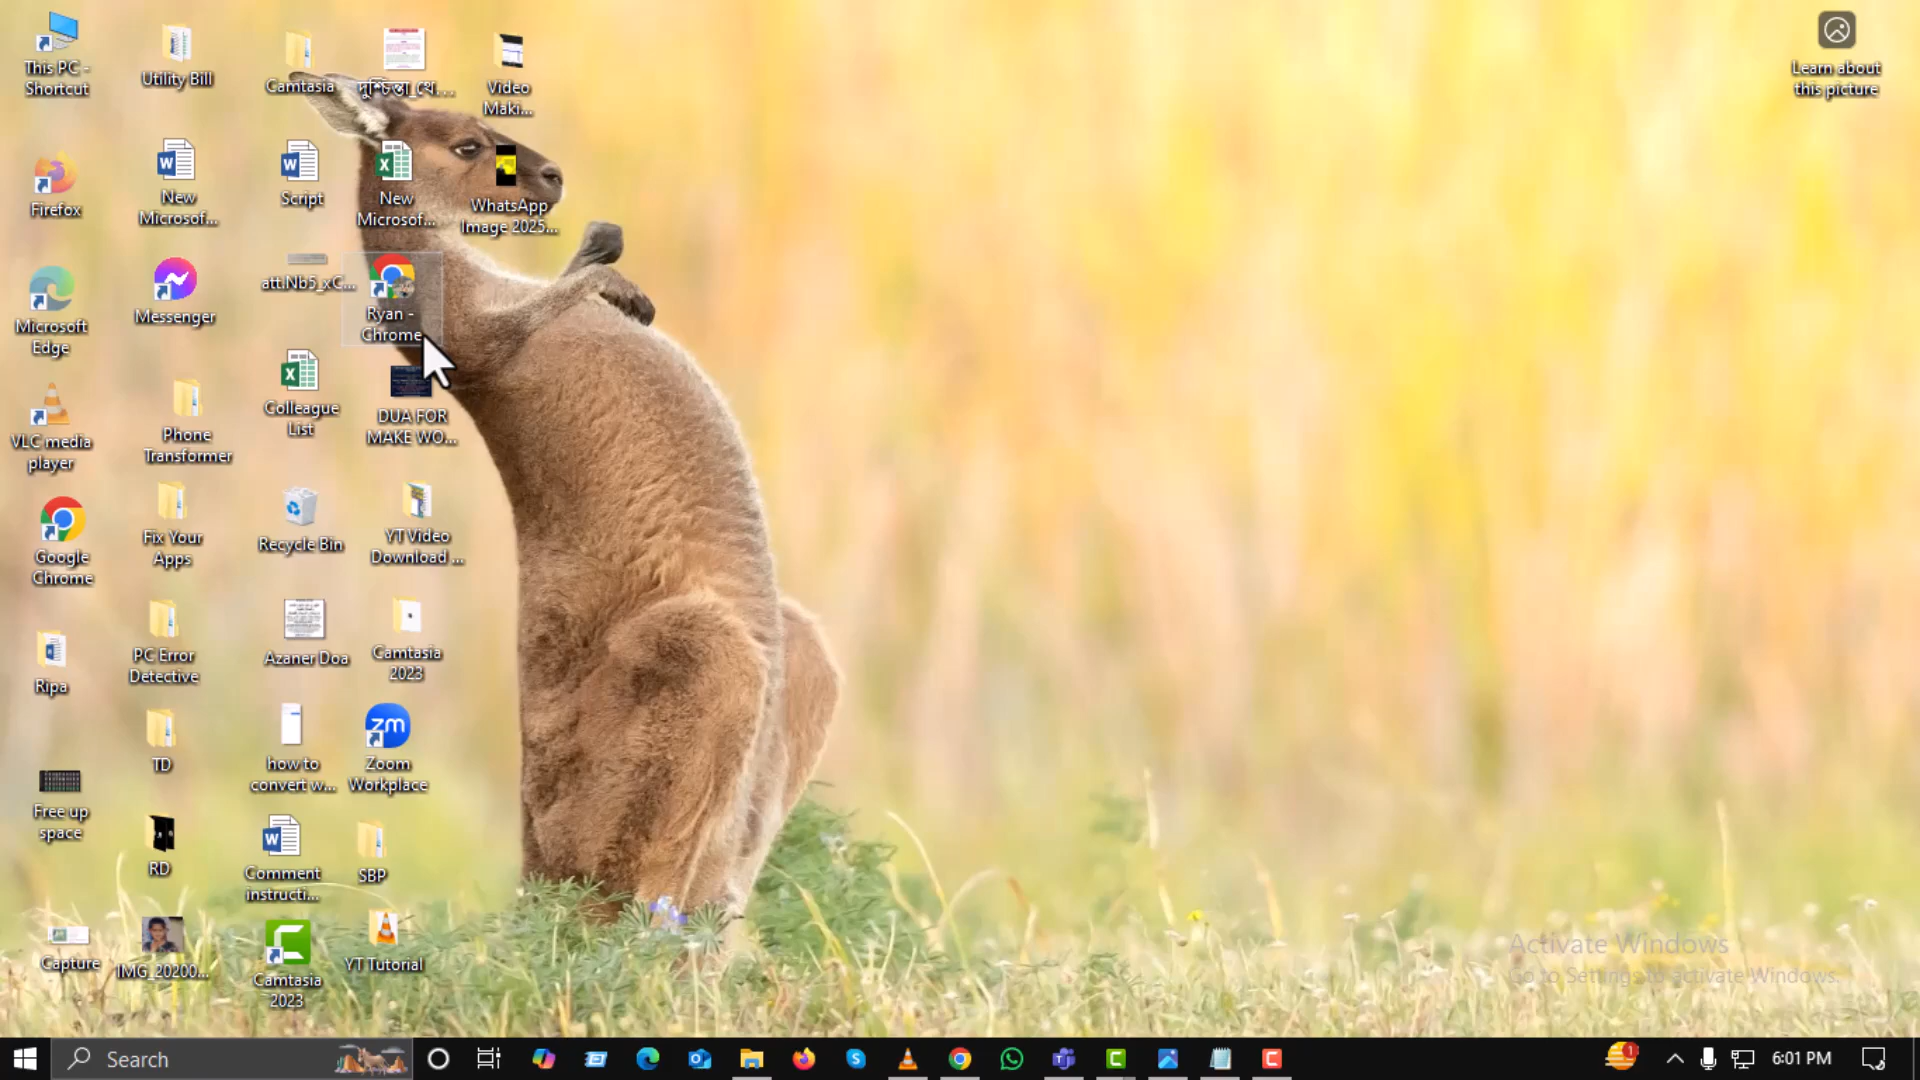 This PC -
Shortcut
Utility Bill
Camtasia
দুশ্চিন্তা_থে....
Video
Maki...
Learn about
this picture
Firefox
New
Microsof...
Script
New
Microsof...
WhatsApp
Image 2025...
Microsoft
Edge
Messenger
att.Nb5_xC...
Ryan -
Chrome
VLC media
player
Phone
Transformer
Colleague
List
DUA FOR
MAKE WO...
Google
Chrome
Fix Your
Apps
Recycle Bin
YT Video
Download ...
Ripa
PC Error
Detective
Azaner Doa
Camtasia
2023
TD
how to
convert w...
zm
Zoom
Workplace
Free up
space
RD
Comment
instructi...
SBP
Capture
IMG_20200...
Camtasia
2023
YT Tutorial
Activate Windows
Go to Settings to activate Windows.
Search
1
6:01 PM